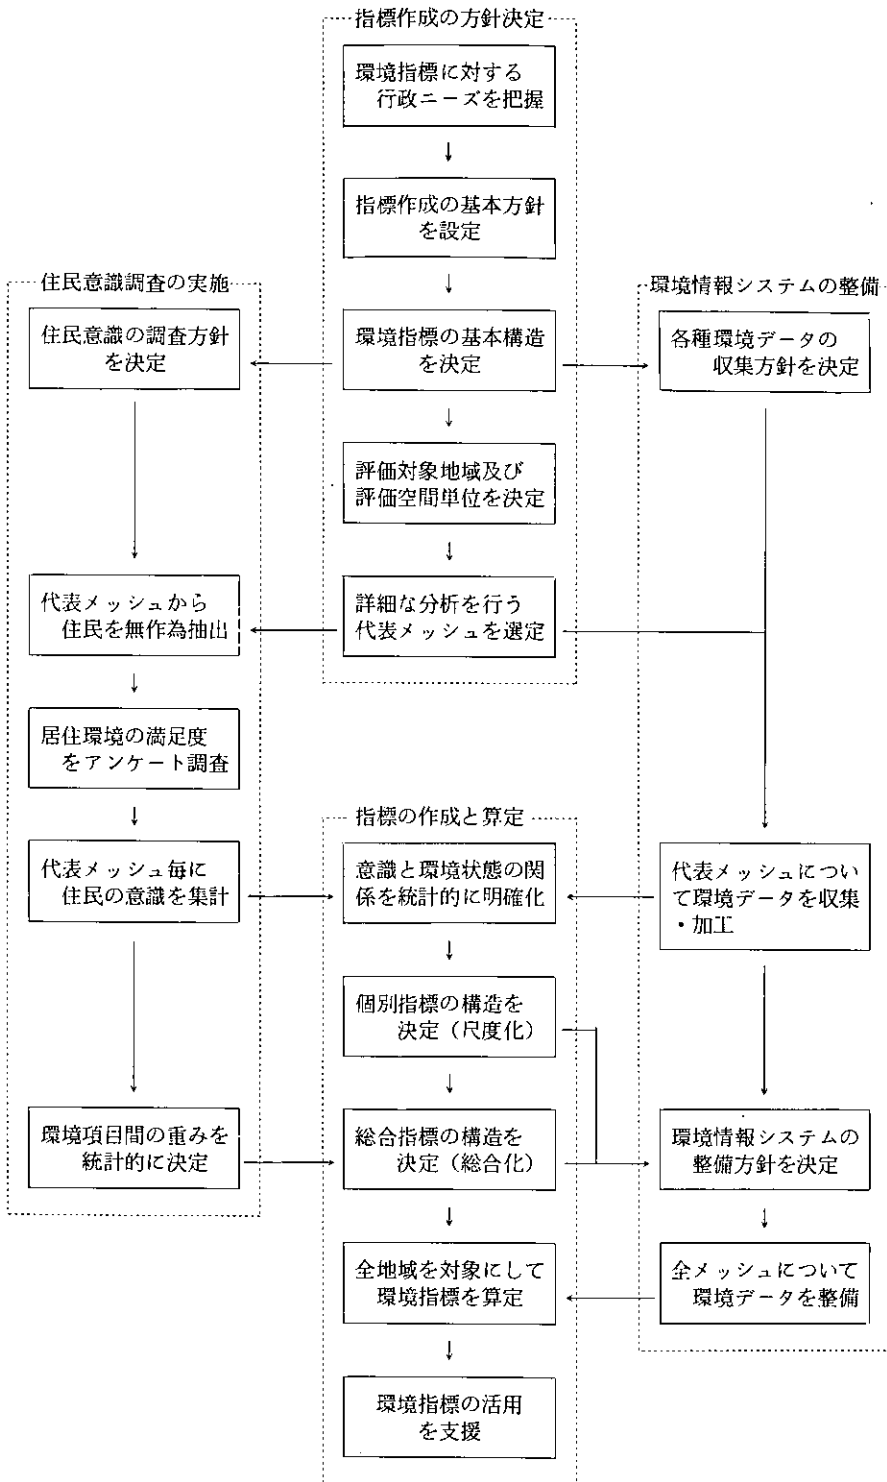 指標作成の方針決定
環境指標に対する
行政ニーズを把握
↓
指標作成の基本方針
を設定
↓
環境指標の基本構造
を決定
↓
評価対象地域及び
評価空間単位を決定
↓
詳細な分析を行う
代表メッシュを選定
住民意識調査の実施
住民意識の調査方針
を決定
代表メッシュから
住民を無作為抽出
↓
居住環境の満足度
をアンケート調査
↓
代表メッシュ毎に
住民の意識を集計
環境項目間の重みを
統計的に決定
環境情報システムの整備
各種環境データの
収集方針を決定
代表メッシュについ
て環境データを収集
・加工
環境情報システムの
整備方針を決定
↓
全メッシュについて
環境データを整備
指標の作成と算定
意識と環境状態の関
係を統計的に明確化
↓
個別指標の構造を
決定(尺度化)
↓
総合指標の構造を
決定(総合化)
↓
全地域を対象にして
環境指標を算定
↓
環境指標の活用
を支援